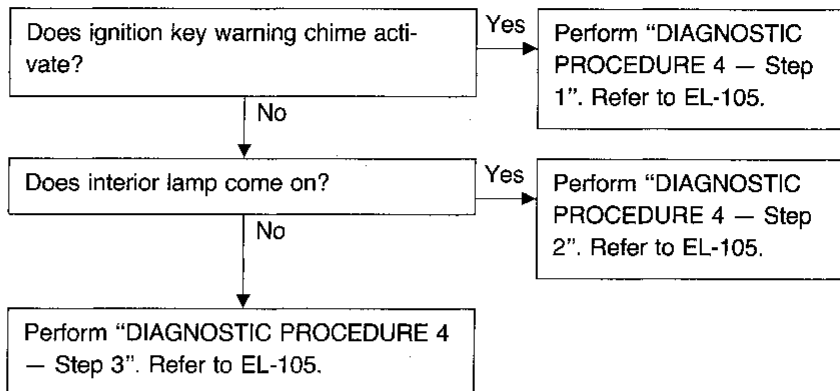 Does ignition key warning chime acti-
vate?
Yes
Perform “DIAGNOSTIC
PROCEDURE 4 — Step
1”. Refer to EL-105.
No
Does interior lamp come on?
Yes
Perform “DIAGNOSTIC
PROCEDURE 4 — Step
2”. Refer to EL-105.
No
Perform “DIAGNOSTIC PROCEDURE 4
— Step 3”. Refer to EL-105.